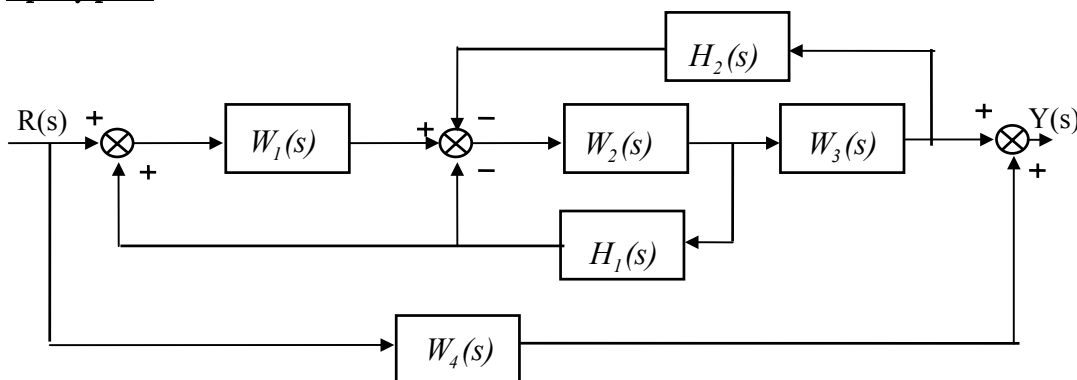 H₂(s)
R(s) + + − + Y(s)
W₁(s) W₂(s) W₃(s)
+ − +
H₁(s)
W₄(s)